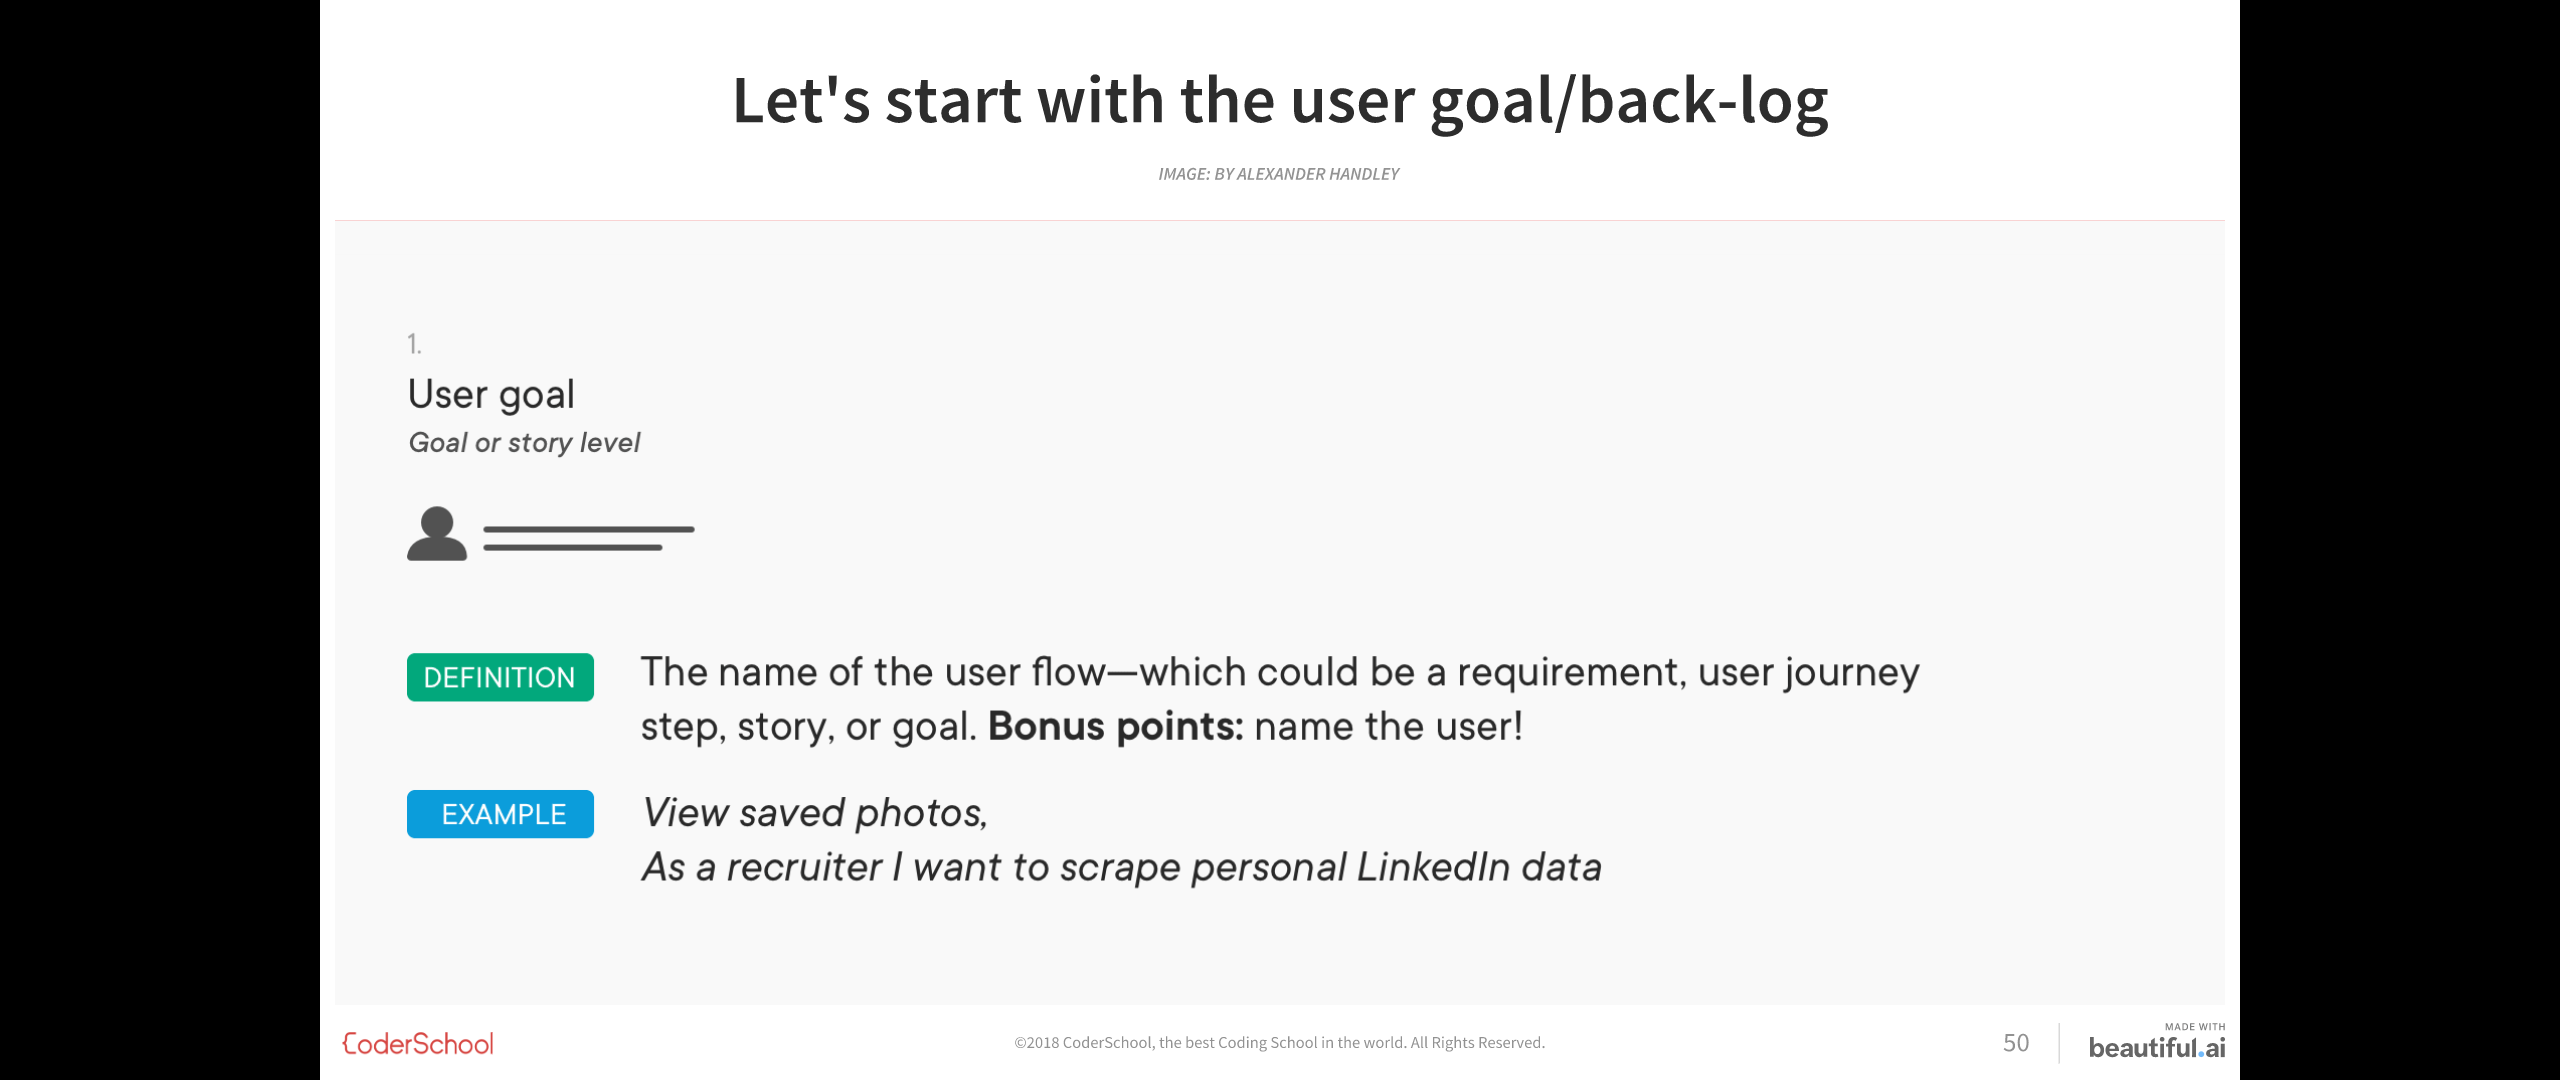 Let's start with the user goal/back-log
IMAGE: BY ALEXANDER HANDLEY
1.
User goal
Goal or story level
DEFINITION
The name of the user flow—which could be a requirement, user journey
step, story, or goal. Bonus points: name the user!
EXAMPLE
View saved photos,
As a recruiter I want to scrape personal LinkedIn data
CoderSchool
©2018 CoderSchool, the best Coding School in the world. All Rights Reserved.
50
MADE WITH
beautiful.ai